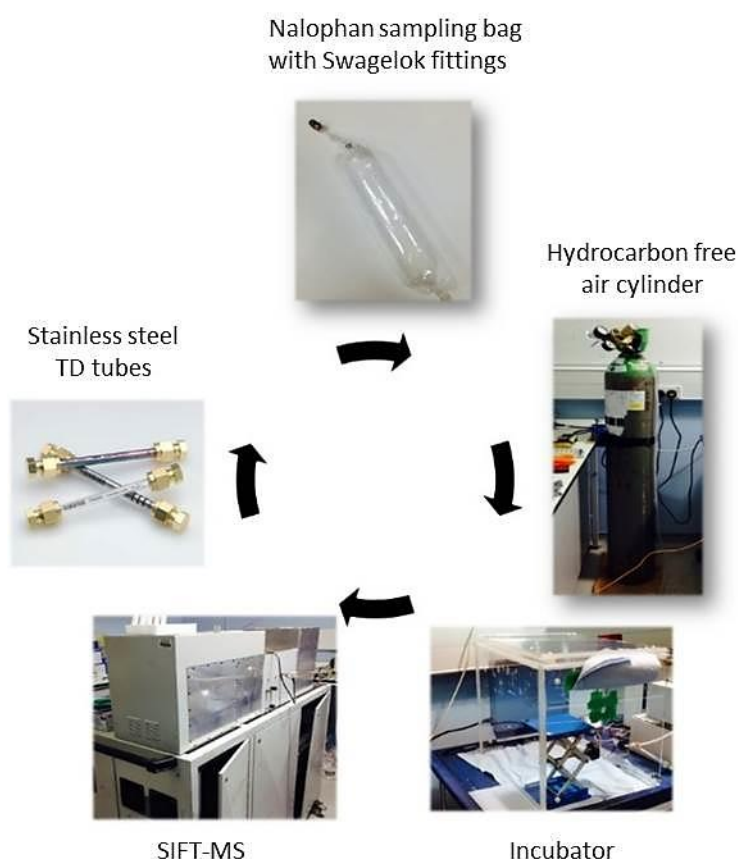 Nalophan sampling bag
with Swagelok fittings
Hydrocarbon free
air cylinder
Stainless steel
TD tubes
SIFT-MS
Incubator